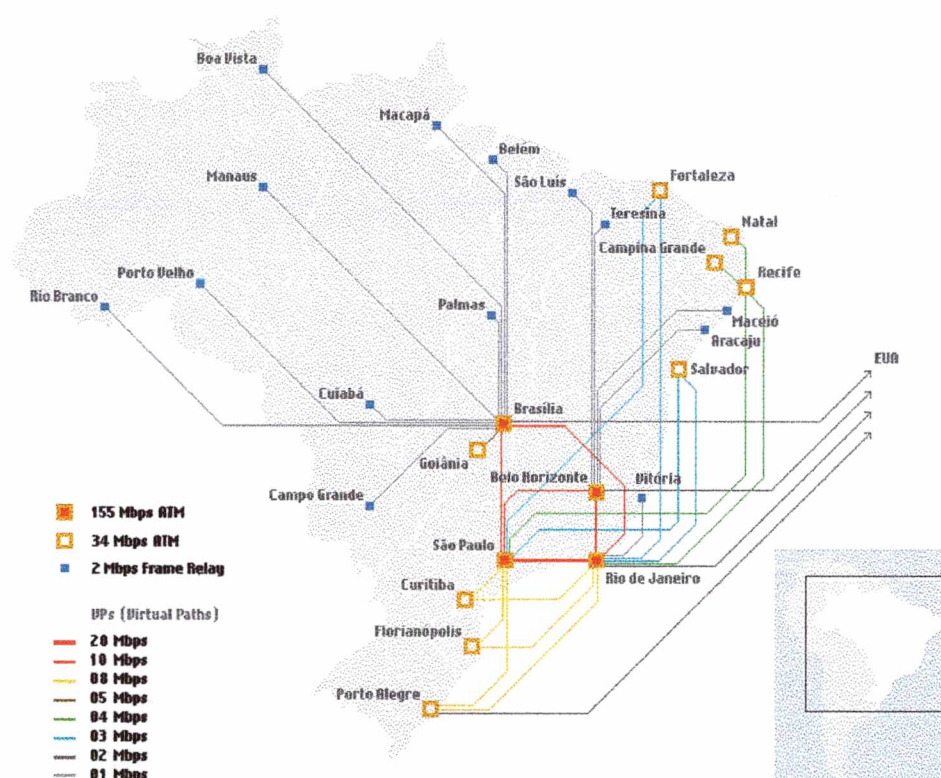 Boa Vista
Macapá
Belém
Manaus
São Luís
Fortaleza
Teresina
Natal
Campina Grande
Porto Velho
Recife
Rio Branco
Palmas
Maceió
Aracaju
EUA
Salvador
Cuiabá
Brasília
Goiânia
Belo Horizonte
Vitória
Campo Grande
155 Mbps ATM
34 Mbps ATM
2 Mbps Frame Relay
São Paulo
Rio de Janeiro
Curitiba
Florianópolis
Porto Alegre
VPs (Virtual Paths)
20 Mbps
10 Mbps
08 Mbps
05 Mbps
04 Mbps
03 Mbps
02 Mbps
01 Mbps